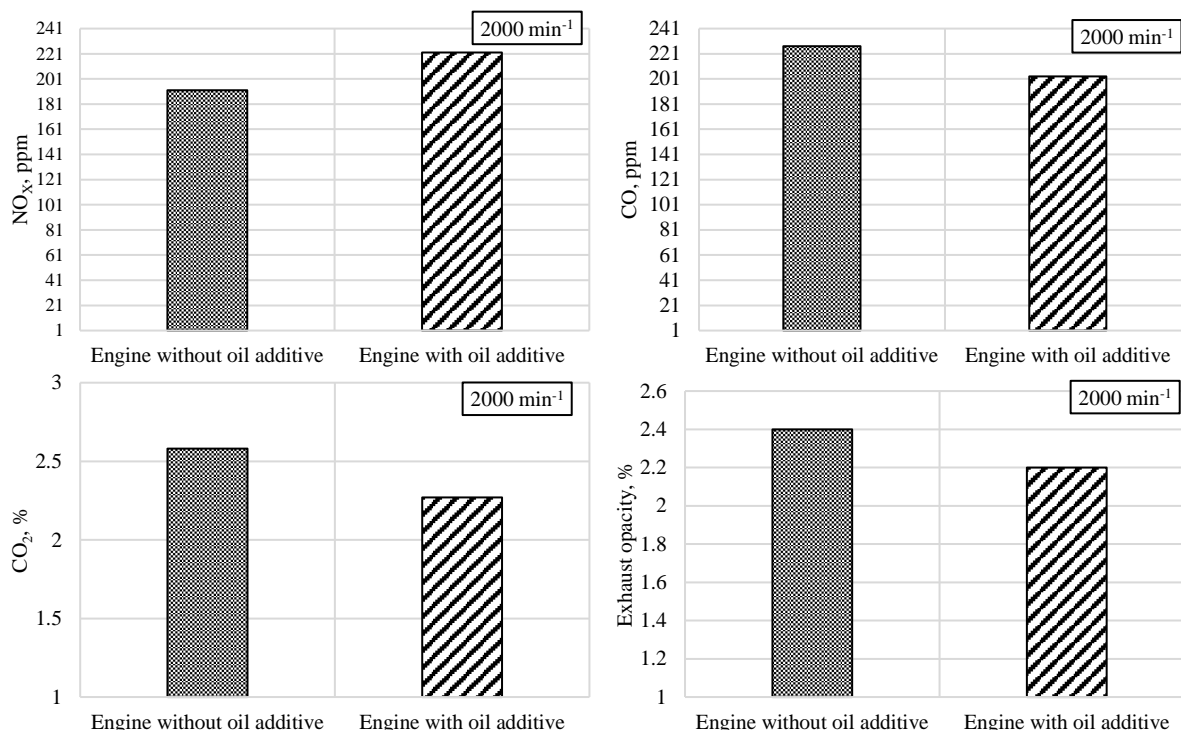 2000 min⁻¹
NOₓ, ppm
241
221
201
181
161
141
121
101
81
61
41
21
1
Engine without oil additive
Engine with oil additive
2000 min⁻¹
CO, ppm
241
221
201
181
161
141
121
101
81
61
41
21
1
Engine without oil additive
Engine with oil additive
2000 min⁻¹
CO₂, %
3
2.5
2
1.5
1
Engine without oil additive
Engine with oil additive
2000 min⁻¹
Exhaust opacity, %
2.6
2.4
2.2
2
1.8
1.6
1.4
1.2
1
Engine without oil additive
Engine with oil additive